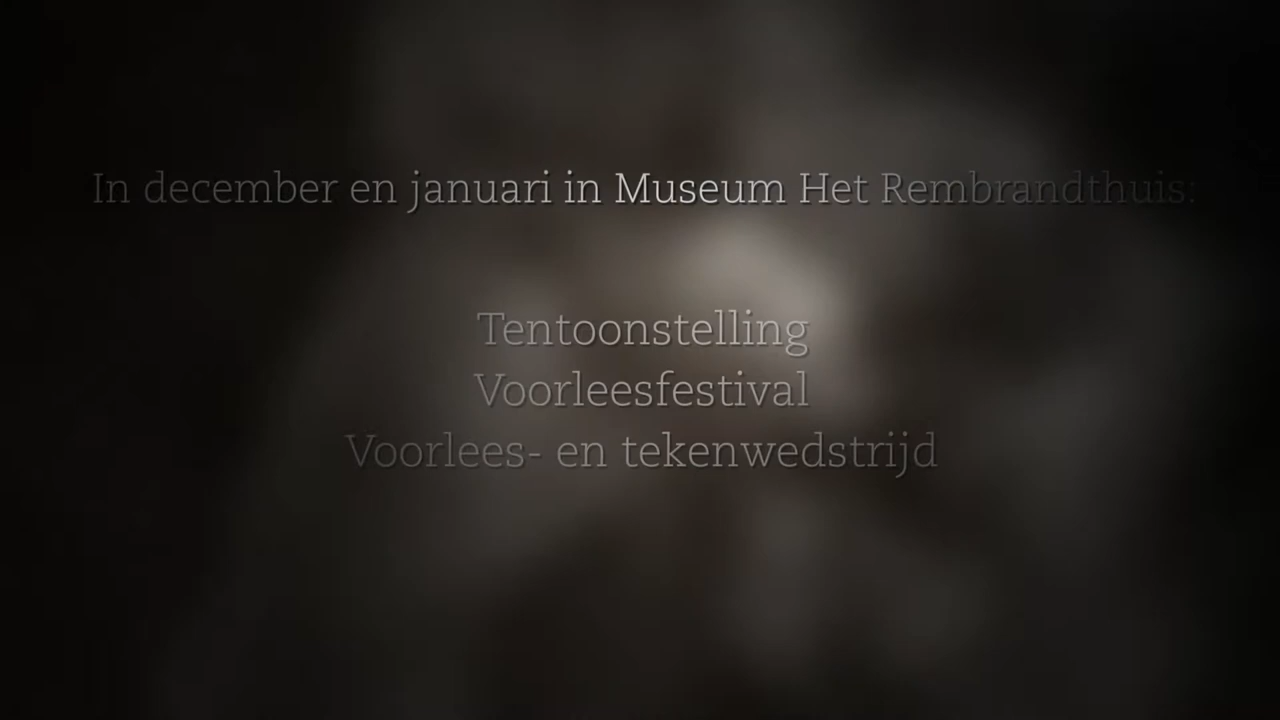 In december en januari in Museum Het Rembrandthuis:
Tentoonstelling
Voorleesfestival
Voorlees- en tekenwedstrijd